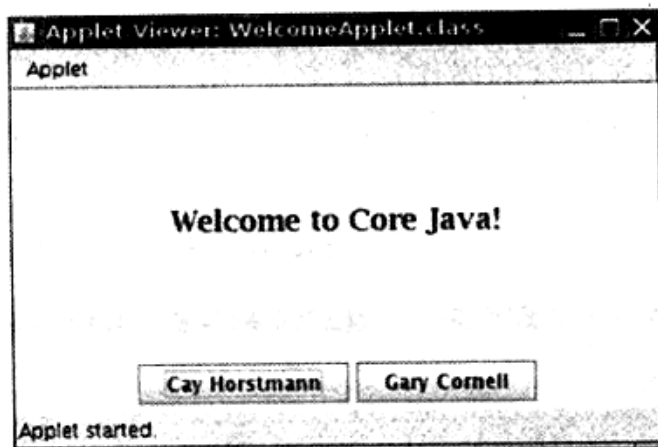 Applet Viewer: WelcomeApplet.class
Applet
Welcome to Core Java!
Cay Horstmann Gary Cornell
Applet started.